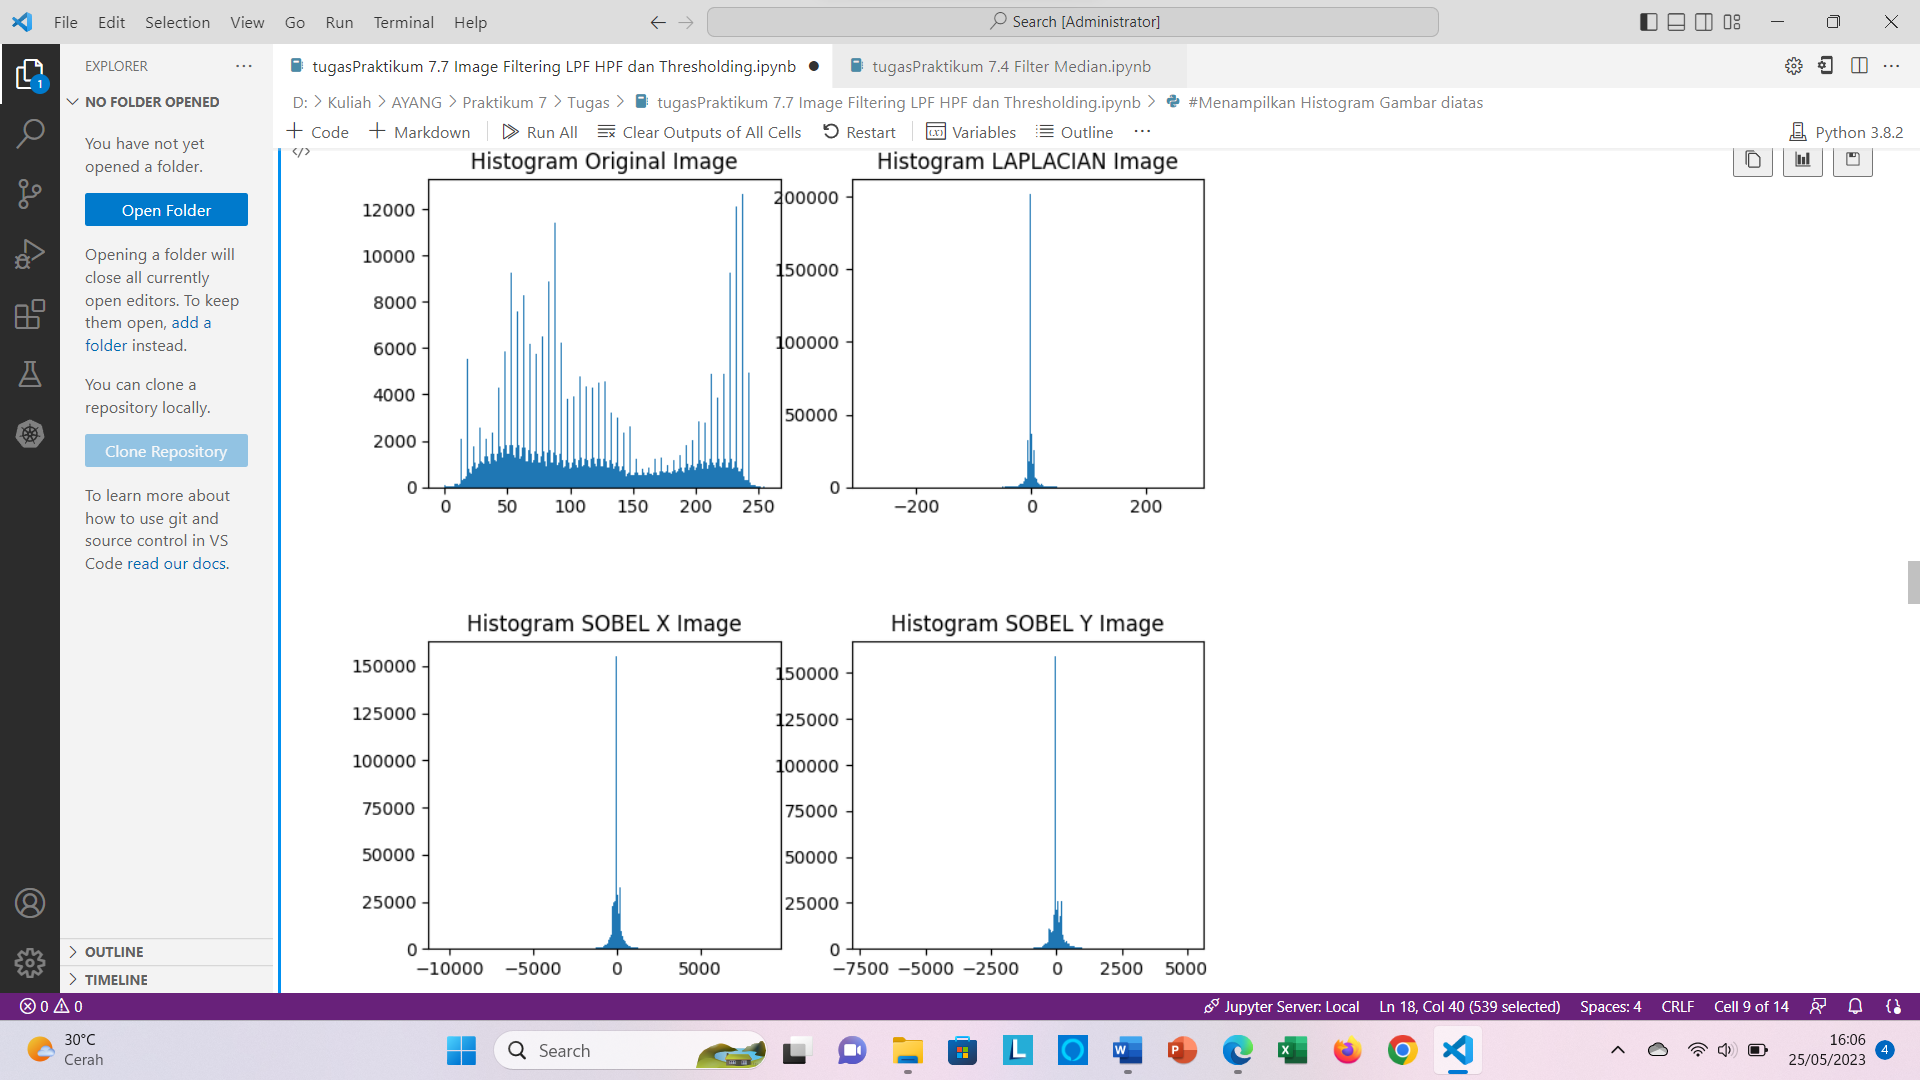 File Edit Selection View Go Run Terminal Help
Search [Administrator]
EXPLORER
tugasPraktikum 7.7 Image Filtering LPF HPF dan Thresholding.ipynb
tugasPraktikum 7.4 Filter Median.ipynb
NO FOLDER OPENED
D: > Kuliah > AYANG > Praktikum 7 > Tugas > tugasPraktikum 7.7 Image Filtering LPF HPF dan Thresholding.ipynb > #Menampilkan Histogram Gambar diatas
+ Code + Markdown Run All Clear Outputs of All Cells Restart Variables Outline ... Python 3.8.2
You have not yet
opened a folder.
Open Folder
Opening a folder will
close all currently
open editors. To keep
them open, add a
folder instead.
You can clone a
repository locally.
Clone Repository
To learn more about
how to use git and
source control in VS
Code read our docs.
OUTLINE
TIMELINE
1
Histogram Original Image
12000
10000
8000
6000
4000
2000
0
0 50 100 150 200 250
Histogram LAPLACIAN Image
200000
150000
100000
50000
0
−200 0 200
Histogram SOBEL X Image
150000
125000
100000
75000
50000
25000
0
−10000 −5000 0 5000
Histogram SOBEL Y Image
150000
125000
100000
75000
50000
25000
0
−7500 −5000 −2500 0 2500 5000
0 0
Jupyter Server: Local Ln 18, Col 40 (539 selected) Spaces: 4 CRLF Cell 9 of 14
30°C
Cerah
Search
16:06
25/05/2023
4